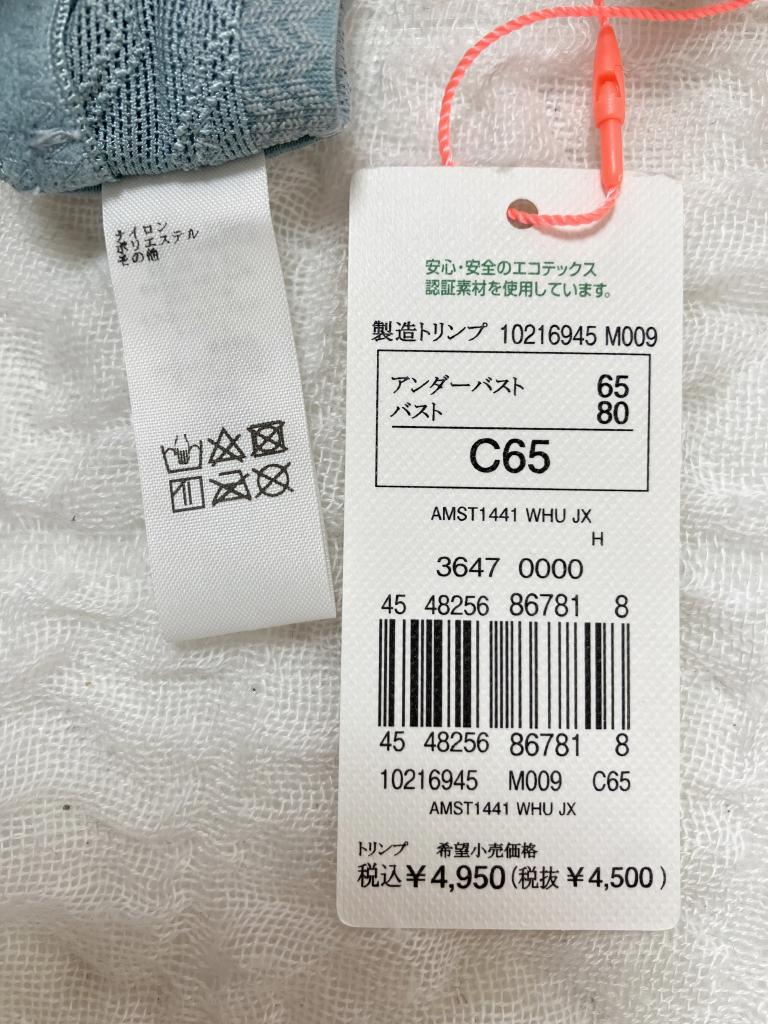 ナイロン
ポリエステル
その他
安心・安全のエコテックス
認証素材を使用しています。
製造トリンプ 10216945 M009
アンダーバスト 65
バスト 80
C65
AMST1441 WHU JX
H
3647 0000
45 48256 86781 8
45 48256 86781 8
10216945 M009 C65
AMST1441 WHU JX
トリンプ 希望小売価格
税込¥4,950(税抜¥4,500)